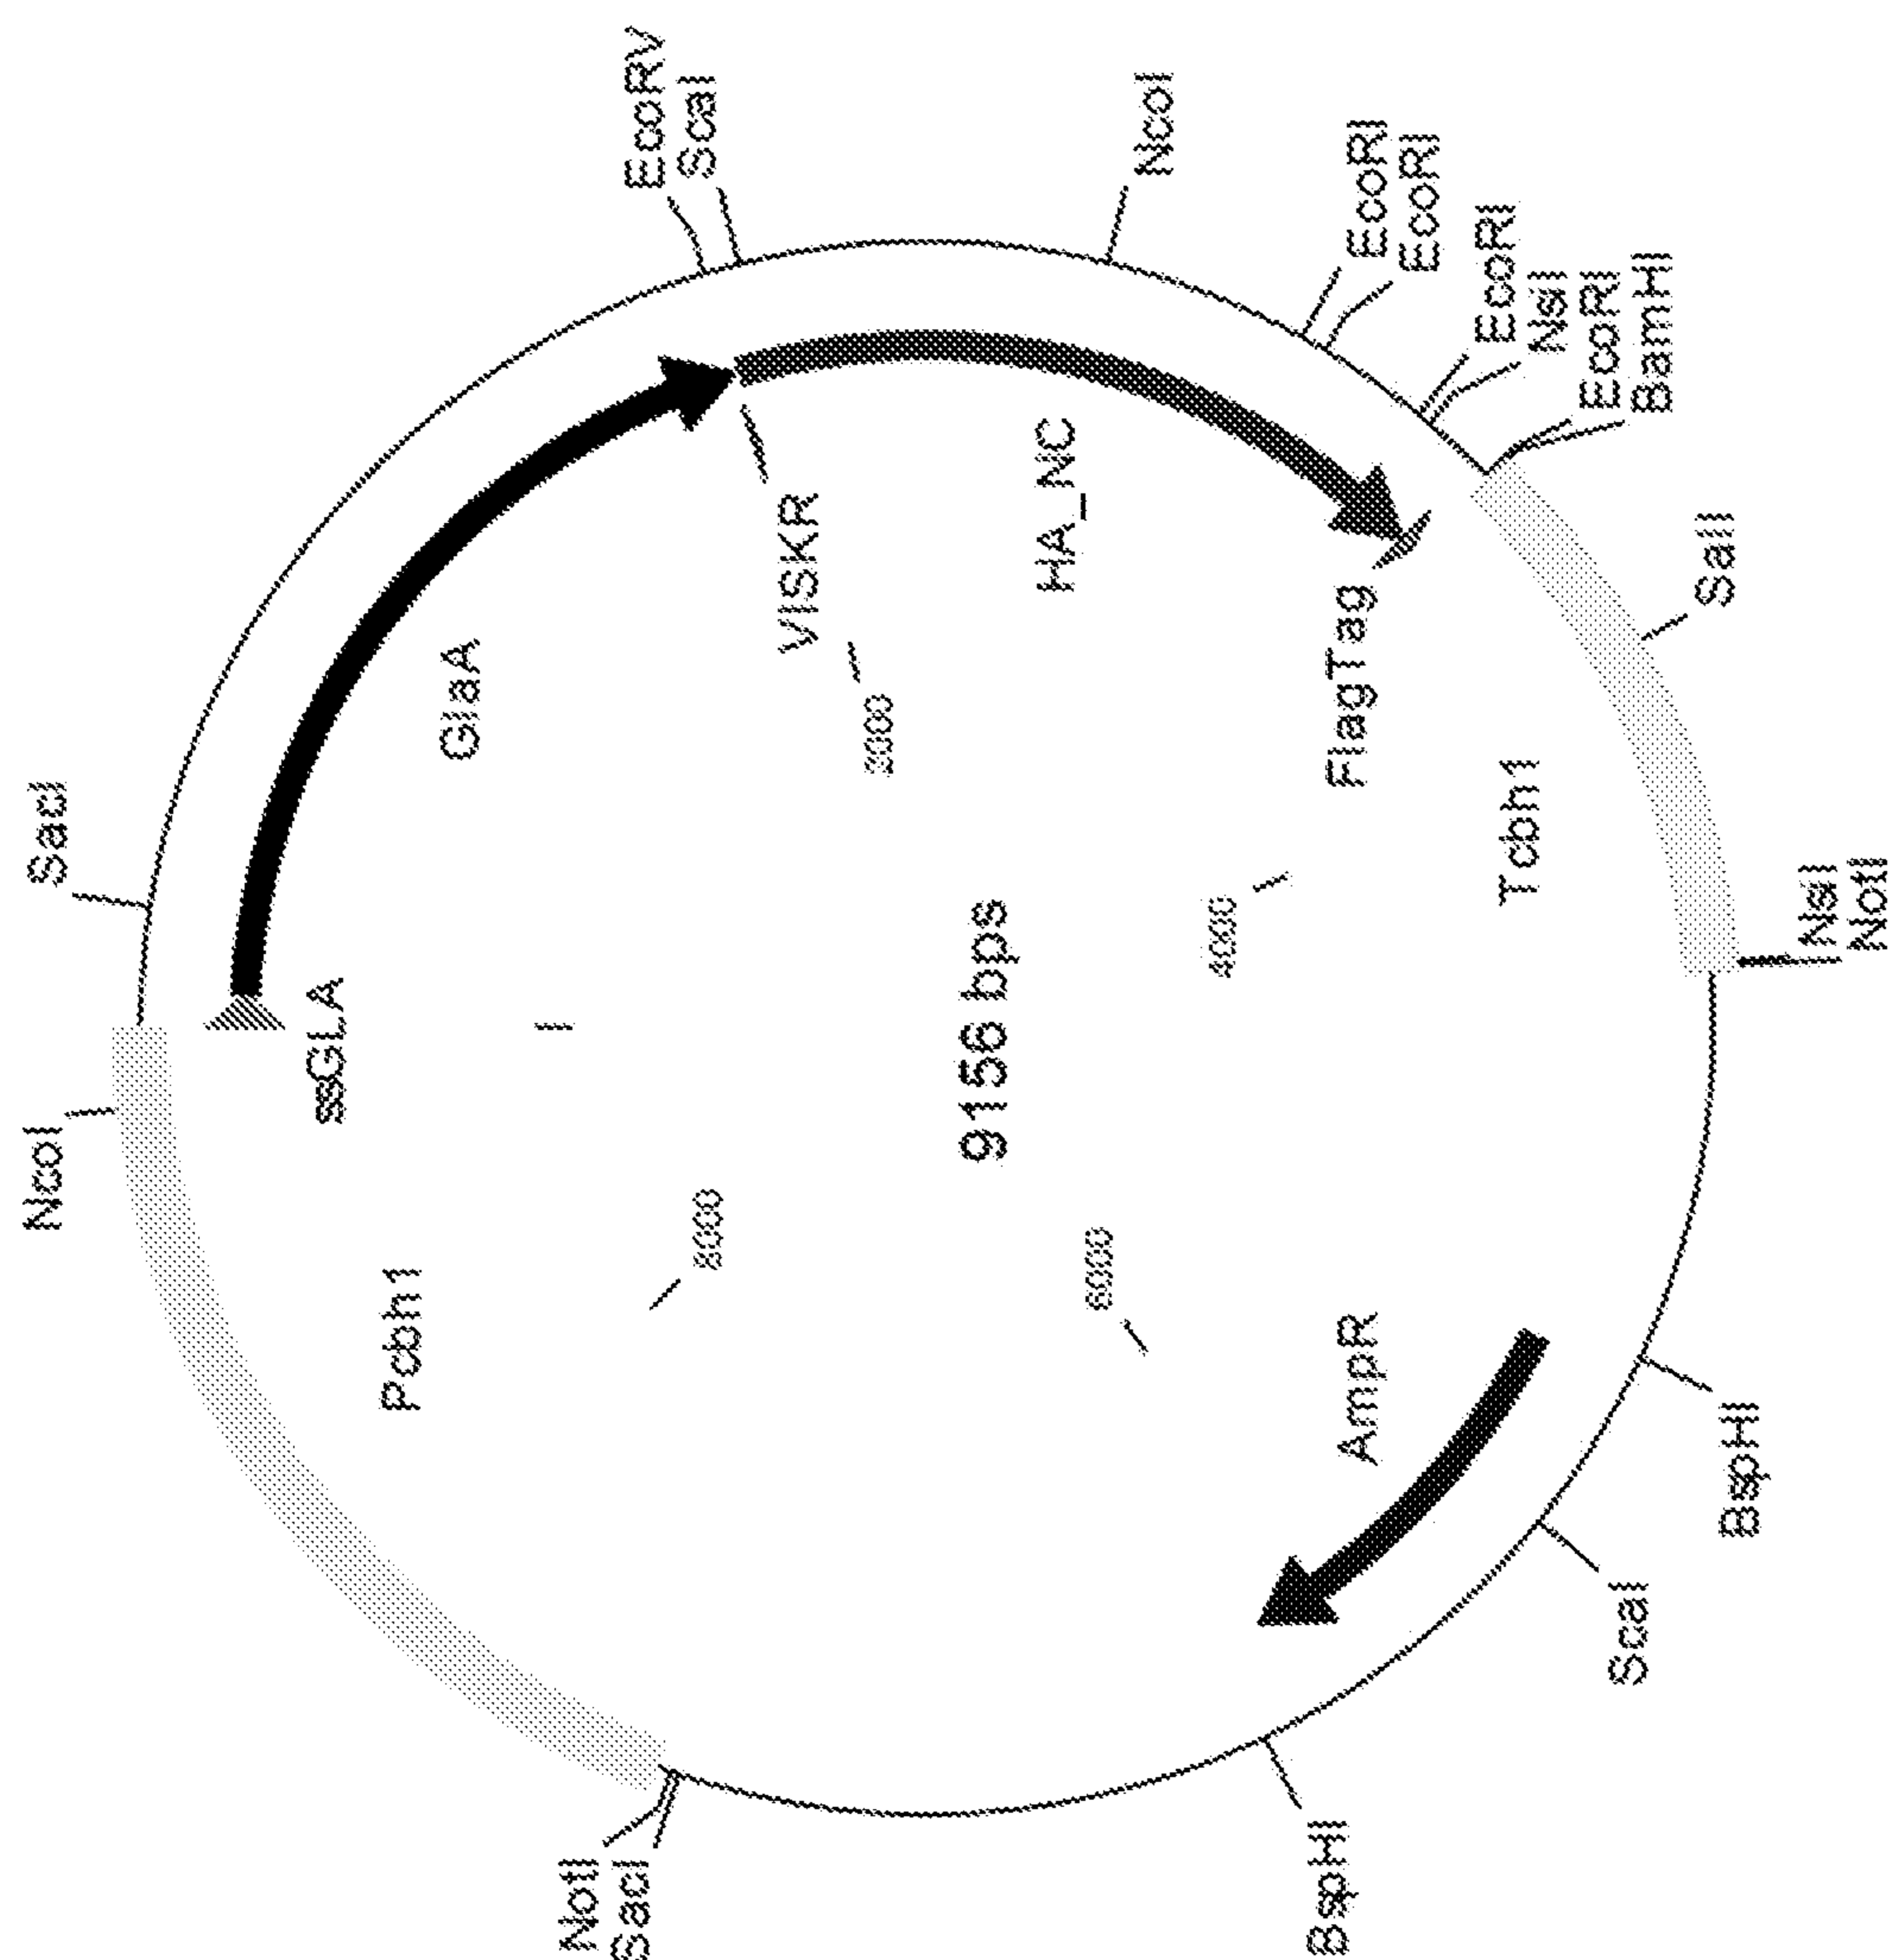 EcoRV
ScaI
NcoI
EcoRI
EcoRI
EcoRI
NsiI
EcoRI
BamHI
SalI
NsiI
NotI
BspHI
ScaI
BspHI
SacI
NotI
NcoI
SacI
ssGLA
GlaA
VISKR
HA_NC
FlagTag
Tcbh1
AmpR
Pcbh1
4000
6000
8000
9156 bps